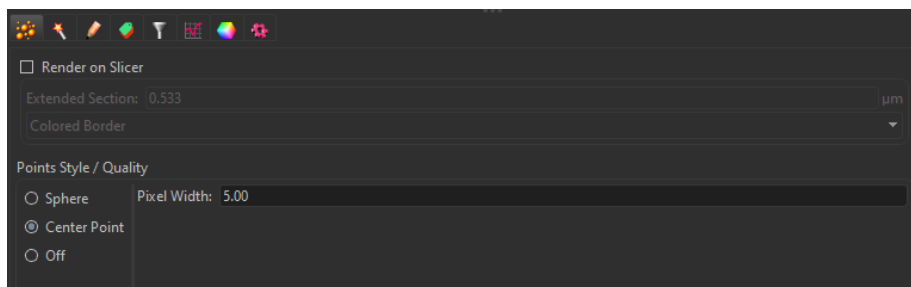 Render on Slicer
Extended Section: 0.533 μm
Colored Border
Points Style / Quality
Sphere
Pixel Width: 5.00
Center Point
Off